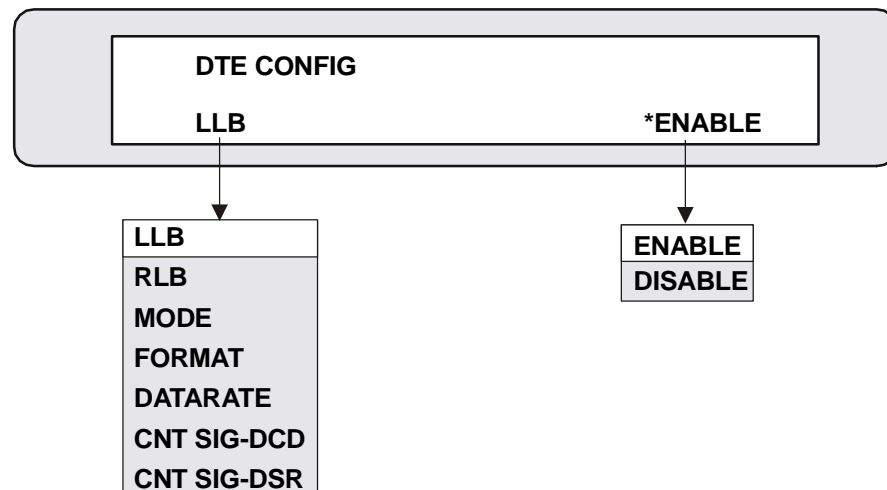 DTE CONFIG
LLB *ENABLE
LLB
RLB
MODE
FORMAT
DATARATE
CNT SIG-DCD
CNT SIG-DSR
ENABLE
DISABLE